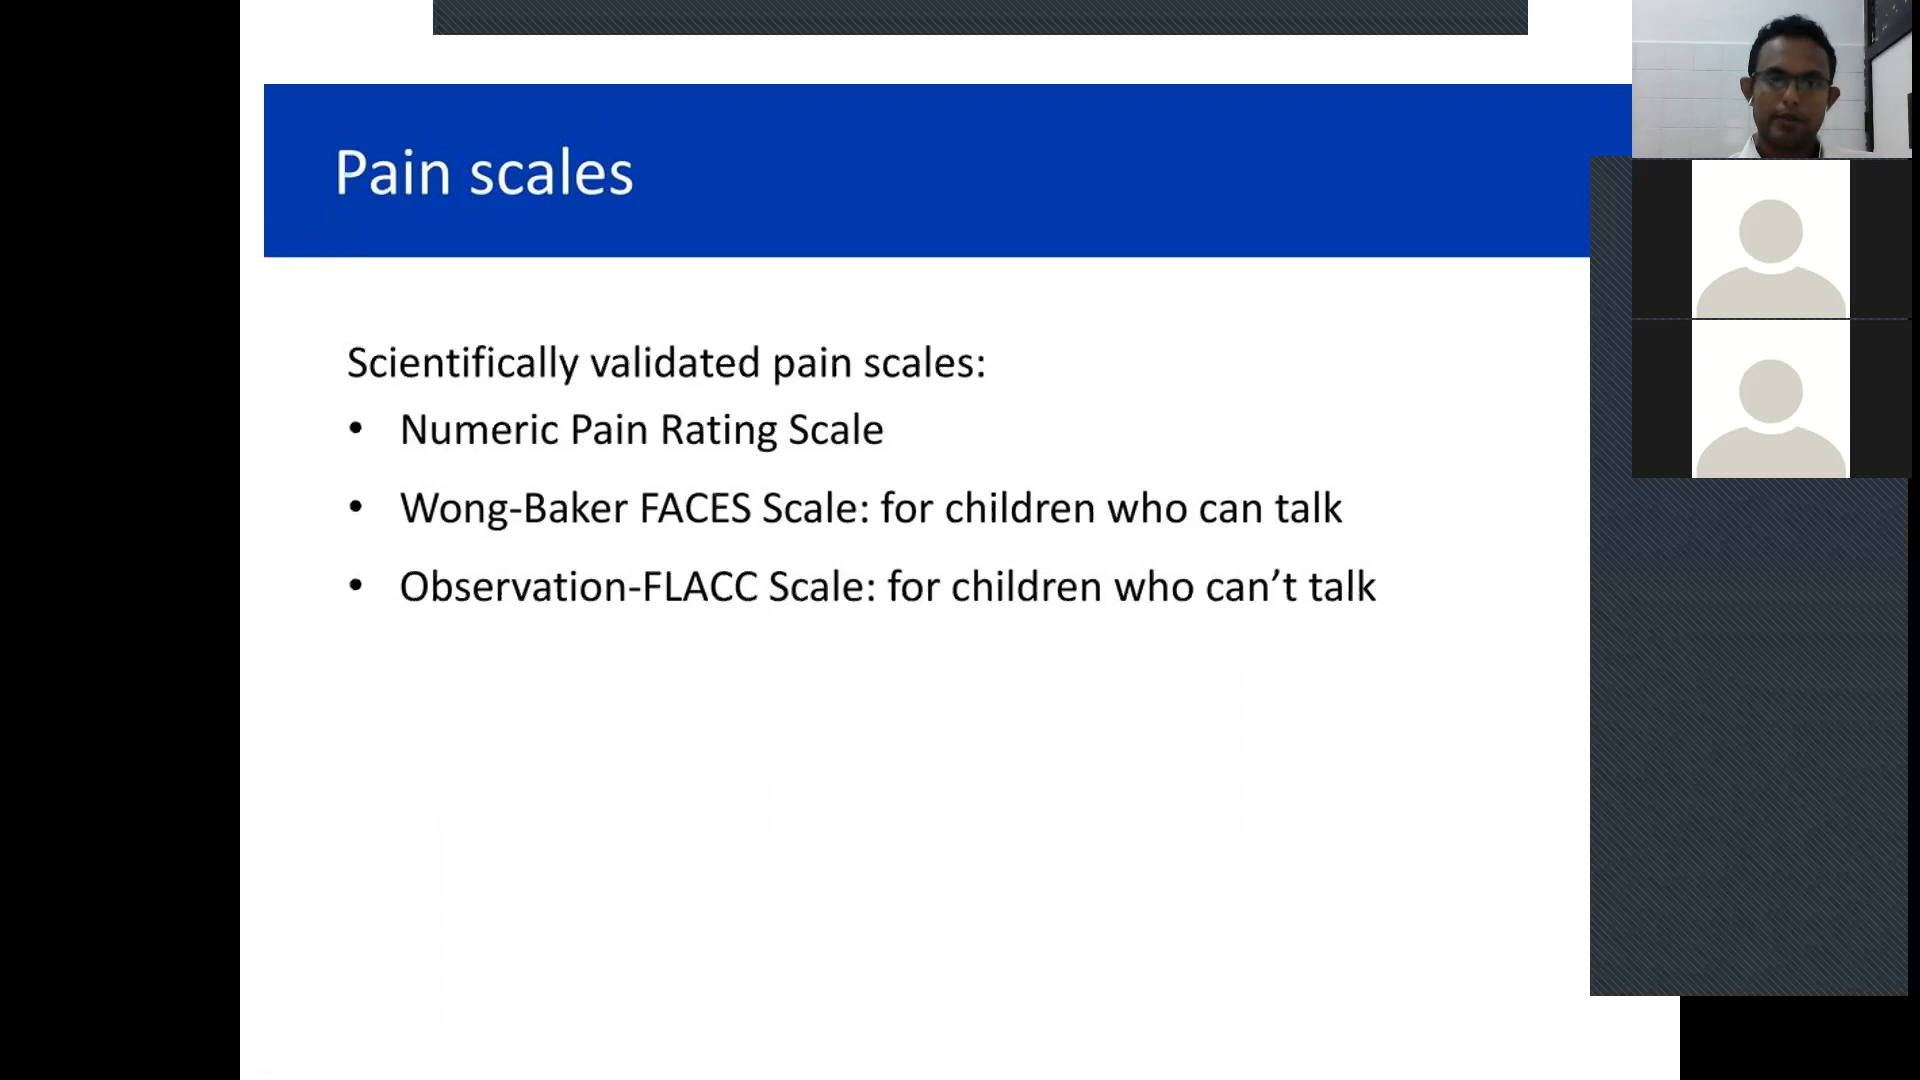 Pain scales
Scientifically validated pain scales:
• Numeric Pain Rating Scale
• Wong-Baker FACES Scale: for children who can talk
• Observation-FLACC Scale: for children who can’t talk